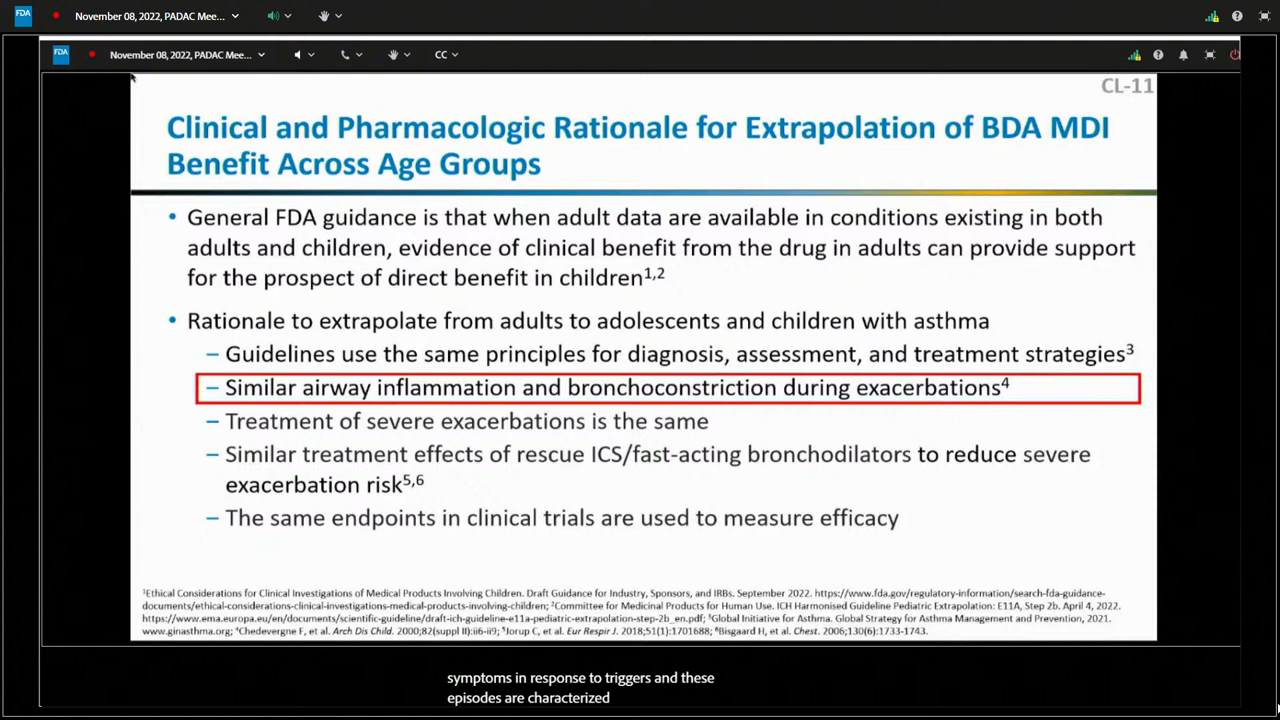 FDA
November 08, 2022, PADAC Mee...
FDA
November 08, 2022, PADAC Mee...
CC
CL-11
Clinical and Pharmacologic Rationale for Extrapolation of BDA MDI
Benefit Across Age Groups
• General FDA guidance is that when adult data are available in conditions existing in both
adults and children, evidence of clinical benefit from the drug in adults can provide support
for the prospect of direct benefit in children1,2
• Rationale to extrapolate from adults to adolescents and children with asthma
– Guidelines use the same principles for diagnosis, assessment, and treatment strategies3
– Similar airway inflammation and bronchoconstriction during exacerbations4
– Treatment of severe exacerbations is the same
– Similar treatment effects of rescue ICS/fast-acting bronchodilators to reduce severe
exacerbation risk5,6
– The same endpoints in clinical trials are used to measure efficacy
1Ethical Considerations for Clinical Investigations of Medical Products Involving Children. Draft Guidance for Industry, Sponsors, and IRBs. September 2022. https://www.fda.gov/regulatory-information/search-fda-guidance-
documents/ethical-considerations-clinical-investigations-medical-products-involving-children; 2Committee for Medicinal Products for Human Use. ICH Harmonised Guideline Pediatric Extrapolation: E11A, Step 2b. April 4, 2022.
https://www.ema.europa.eu/en/documents/scientific-guideline/draft-ich-guideline-e11a-pediatric-extrapolation-step-2b_en.pdf; 3Global Initiative for Asthma. Global Strategy for Asthma Management and Prevention, 2021.
www.ginasthma.org; 4Chedevergne F, et al. Arch Dis Child. 2000;82(suppl II):ii6-ii9; 5Jorup C, et al. Eur Respir J. 2018;51(1):1701688; 6Bisgaard H, et al. Chest. 2006;130(6):1733-1743.
symptoms in response to triggers and these
episodes are characterized